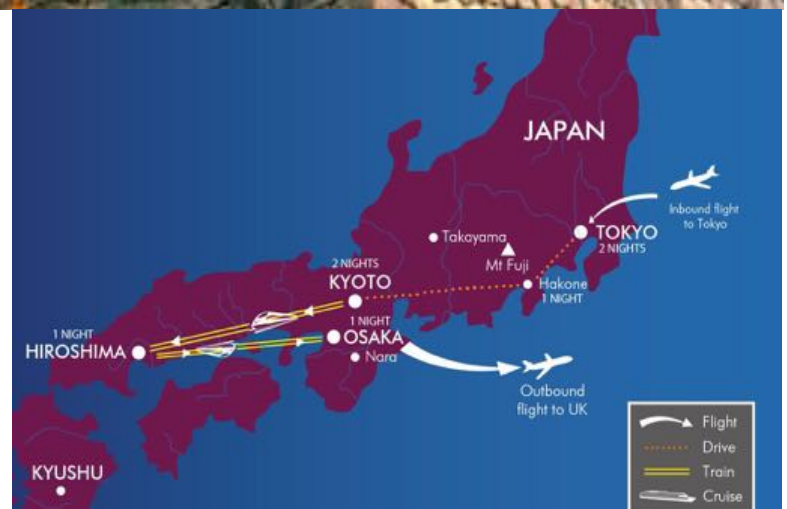 JAPAN
Inbound flight
to Tokyo
TOKYO
2 NIGHTS
Takayama
Mt Fuji
Hakone
1 NIGHT
2 NIGHTS
KYOTO
1 NIGHT
HIROSHIMA
1 NIGHT
OSAKA
Nara
Outbound
flight to UK
KYUSHU
Flight
Drive
Train
Cruise